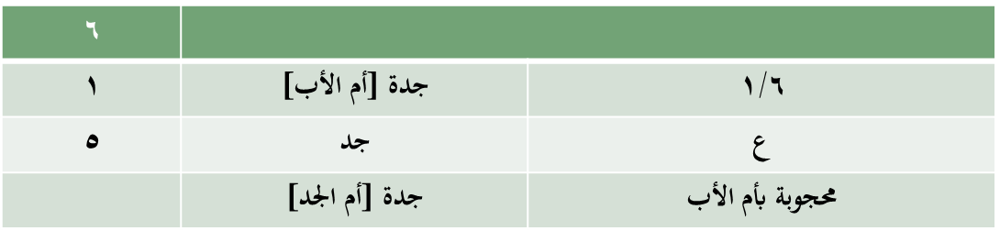 ٦
١/٦ جدة [أم الأب] ١
ع جد ٥
محجوبة بأم الأب جدة [أم الجد]